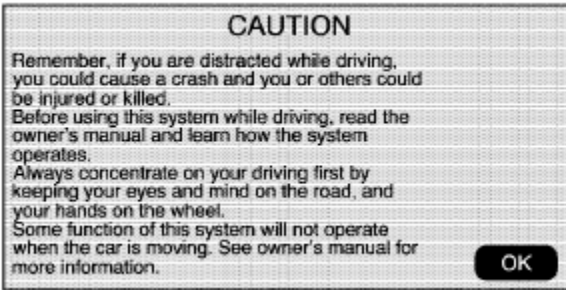 CAUTION
Remember, if you are distracted while driving,
you could cause a crash and you or others could
be injured or killed.
Before using this system while driving, read the
owner's manual and learn how the system
operates.
Always concentrate on your driving first by
keeping your eyes and mind on the road, and
your hands on the wheel.
Some function of this system will not operate
when the car is moving. See owner's manual for
more information.
OK